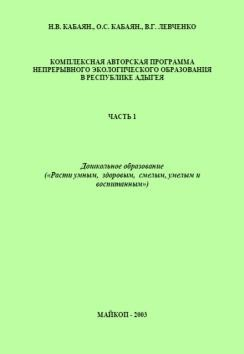 Н.В. КАБАЯН, О.С. КАБАЯН, В.Г. ЛЕВЧЕНКО
КОМПЛЕКСНАЯ АВТОРСКАЯ ПРОГРАММА
НЕПРЕРЫВНОГО ЭКОЛОГИЧЕСКОГО ОБРАЗОВАНИЯ
В РЕСПУБЛИКЕ АДЫГЕЯ
ЧАСТЬ 1
Дошкольное образование
(«Расти умным, здоровым, смелым, умелым и
воспитанным»)
МАЙКОП - 2003